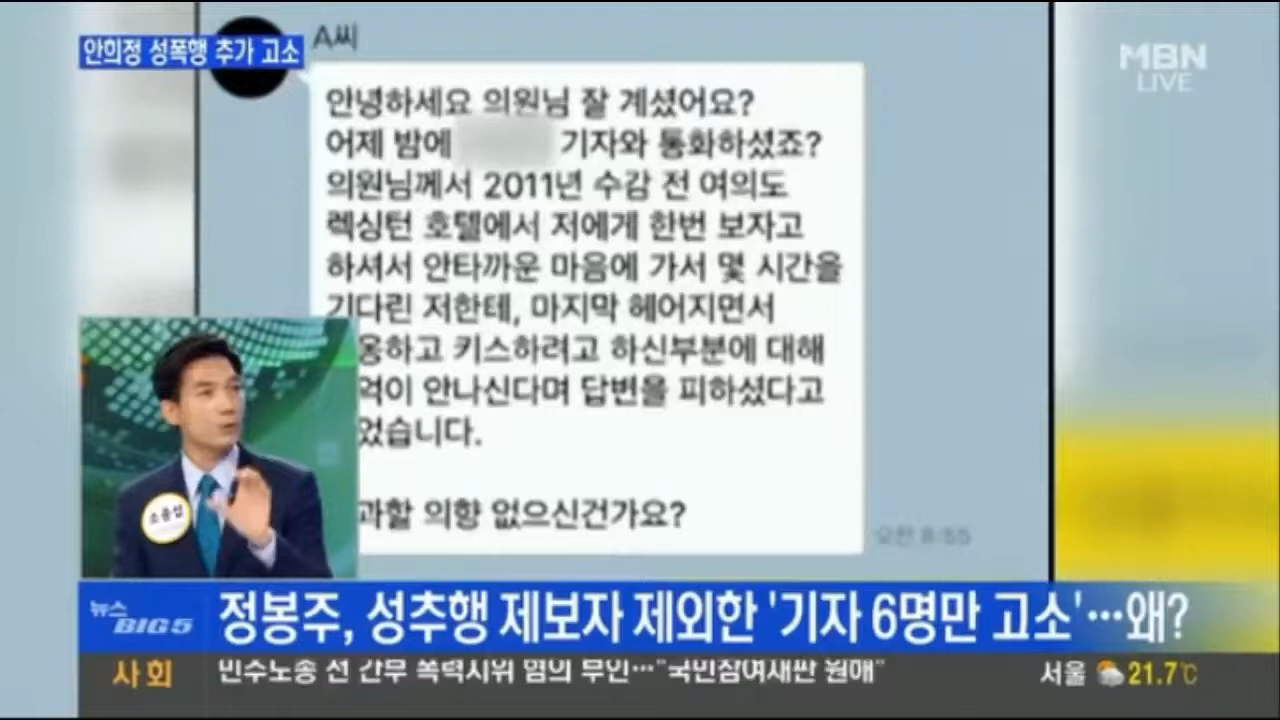 안희정 성폭행 추가 고소
A씨
MBN
LIVE
안녕하세요 의원님 잘 계셨어요?
어제 밤에 기자와 통화하셨죠?
의원님께서 2011년 수감 전 여의도
렉싱턴 호텔에서 저에게 한번 보자고
하셔서 안타까운 마음에 가서 몇 시간을
기다린 저한테, 마지막 헤어지면서
옹하고 키스하려고 하신부분에 대해
억이 안나신다며 답변을 피하셨다고
었습니다.
과할 의향 없으신건가요?
오전 8:55
소종섭
뉴스
BIG 5
정봉주, 성추행 제보자 제외한 '기자 6명만 고소'…왜?
사회
민주노총 전 간부 폭력시위 혐의 부인…"국민참여재판 원해"
서울 21.7℃